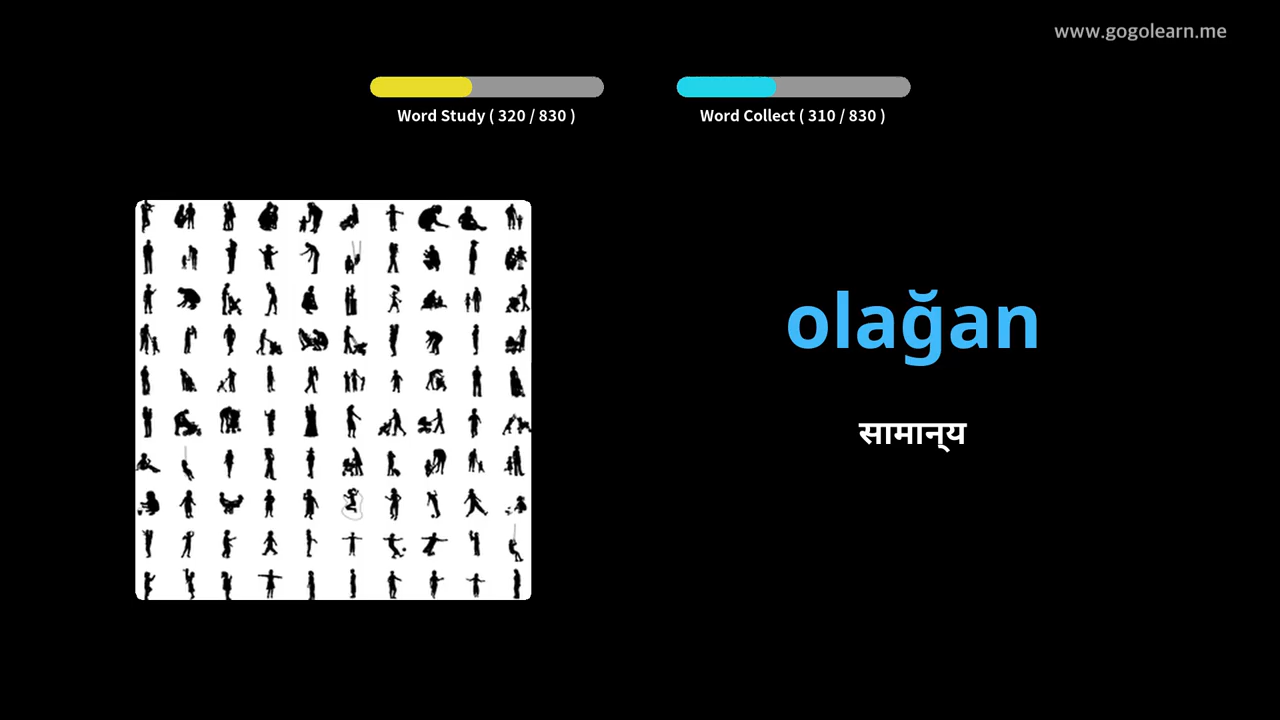 www.gogolearn.me
Word Study ( 320 / 830 )
Word Collect ( 310 / 830 )
olağan
सामान्य